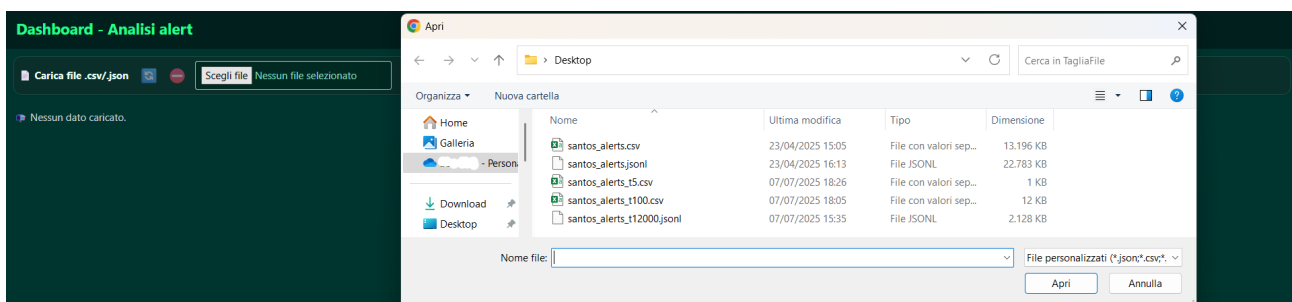 Dashboard - Analisi alert
Carica file .csv/.json
Scegli file Nessun file selezionato
Nessun dato caricato.
Apri
Desktop
Cerca in TagliaFile
Organizza
Nuova cartella
?
Home
Galleria
- Persona
Download
Desktop
Nome Ultima modifica Tipo Dimensione
santos_alerts.csv 23/04/2025 15:05 File con valori sep... 13.196 KB
santos_alerts.jsonl 23/04/2025 16:13 File JSONL 22.783 KB
santos_alerts_t5.csv 07/07/2025 18:26 File con valori sep... 1 KB
santos_alerts_t100.csv 07/07/2025 18:05 File con valori sep... 12 KB
santos_alerts_t12000.jsonl 07/07/2025 15:35 File JSONL 2.128 KB
Nome file:
File personalizzati (*.json;*.csv;*.
Apri
Annulla